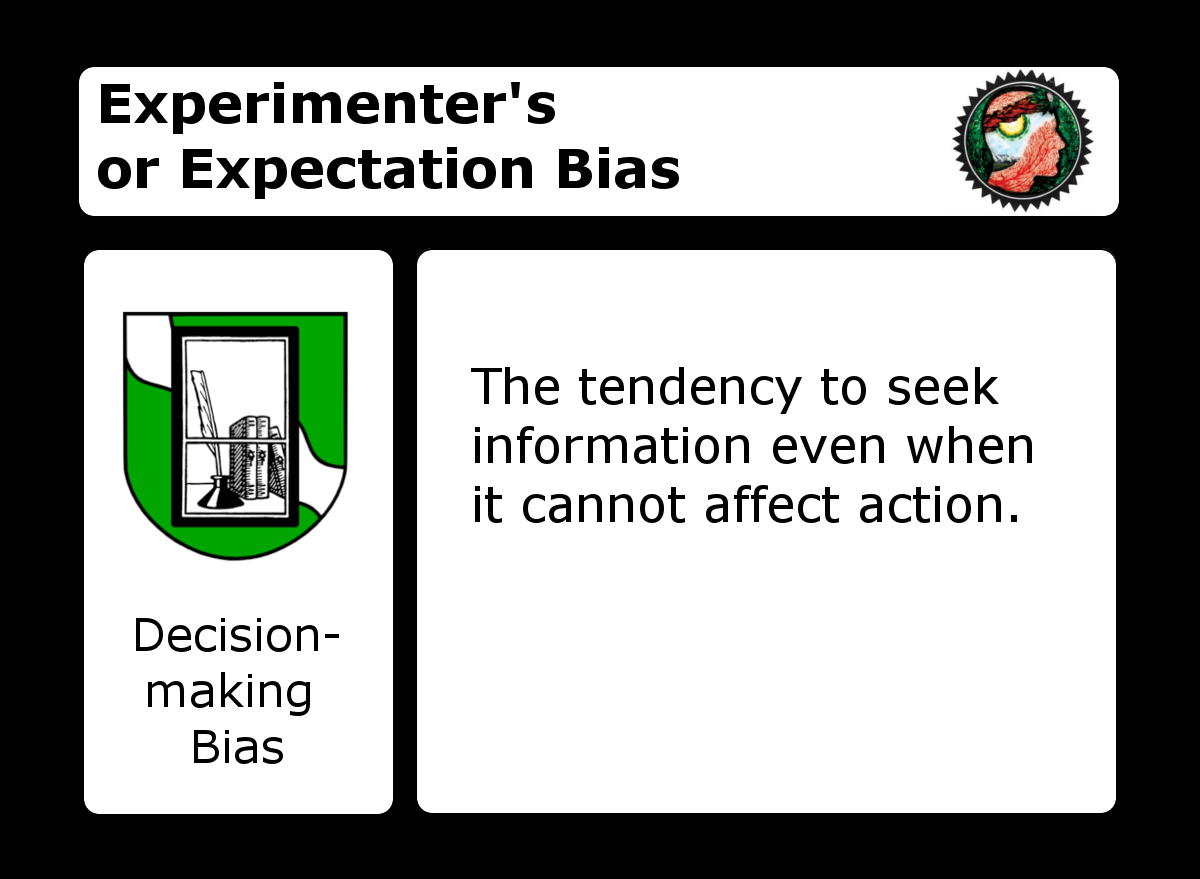 Experimenter's
or Expectation Bias
Decision-
making
Bias
The tendency to seek
information even when
it cannot affect action.